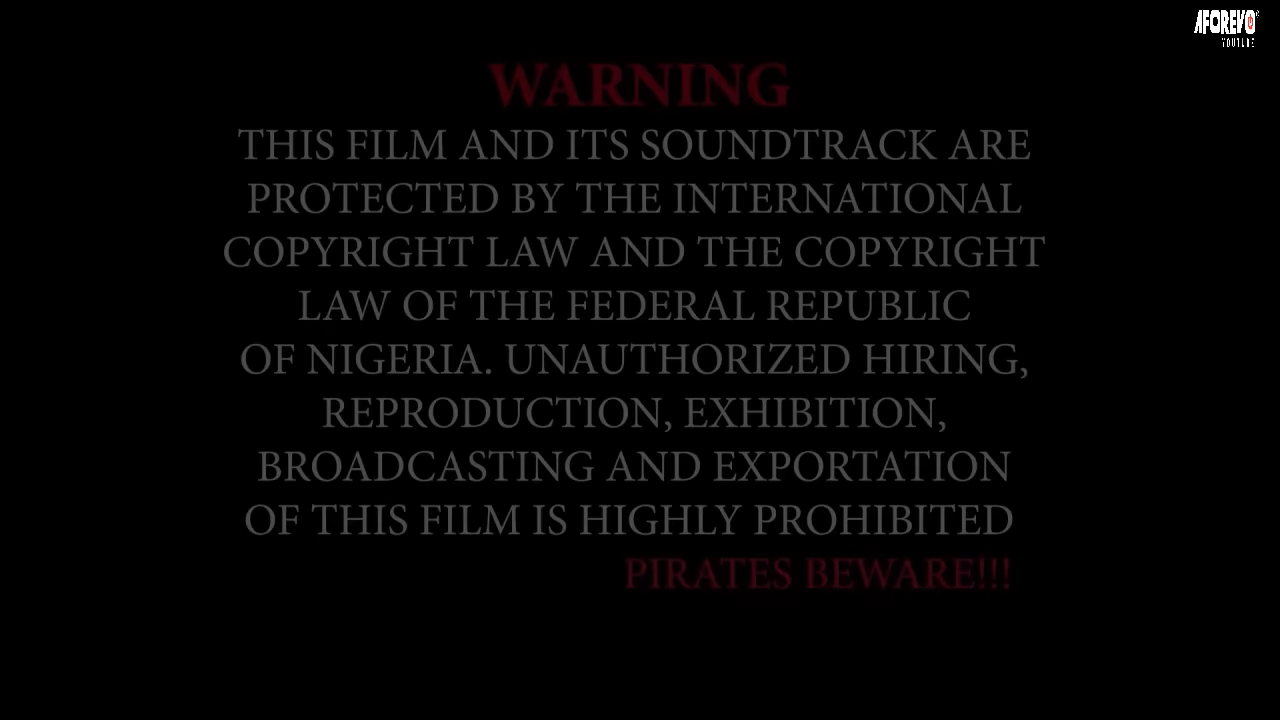 AFOREVO
YOUTUBE
WARNING
THIS FILM AND ITS SOUNDTRACK ARE
PROTECTED BY THE INTERNATIONAL
COPYRIGHT LAW AND THE COPYRIGHT
LAW OF THE FEDERAL REPUBLIC
OF NIGERIA. UNAUTHORIZED HIRING,
REPRODUCTION, EXHIBITION,
BROADCASTING AND EXPORTATION
OF THIS FILM IS HIGHLY PROHIBITED
PIRATES BEWARE!!!